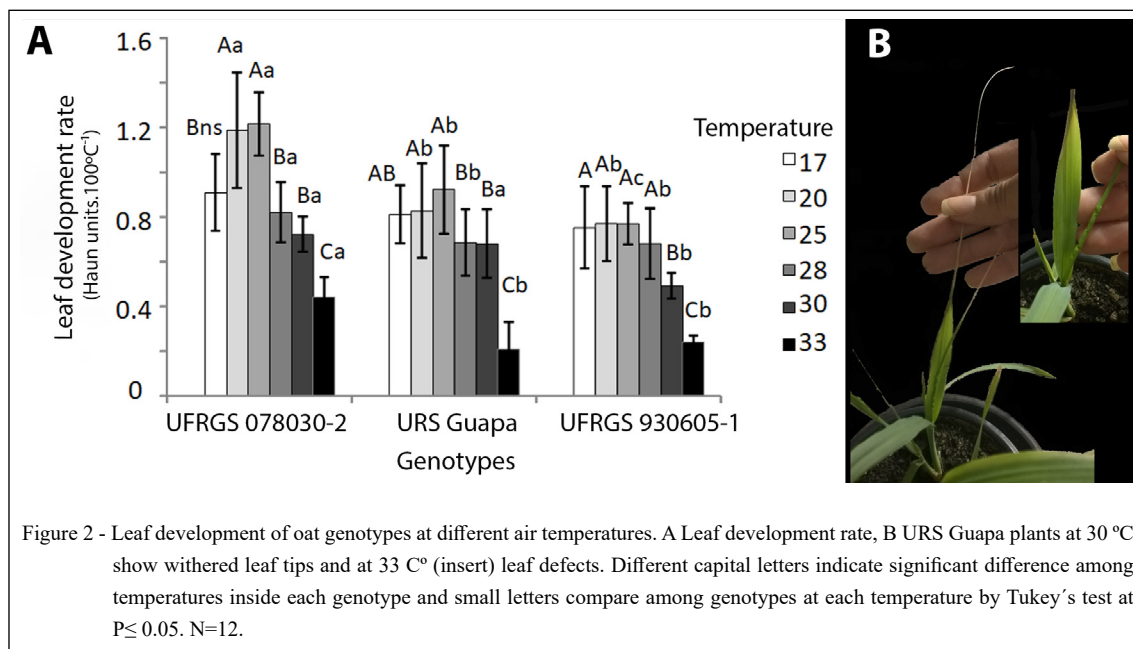 A
B
1.6
1.2
0.8
0.4
0
Leaf development rate
(Haun units.100ºC⁻¹)
Bns
Aa
Aa
Ba
Ba
Ca
AB
Ab
Ab
Bb
Ba
Cb
A
Ab
Ac
Ab
Bb
Cb
Temperature
17
20
25
28
30
33
UFRGS 078030-2
URS Guapa
UFRGS 930605-1
Genotypes
Figure 2 - Leaf development of oat genotypes at different air temperatures. A Leaf development rate, B URS Guapa plants at 30 ºC
show withered leaf tips and at 33 Cº (insert) leaf defects. Different capital letters indicate significant difference among
temperatures inside each genotype and small letters compare among genotypes at each temperature by Tukey´s test at
P≤ 0.05. N=12.